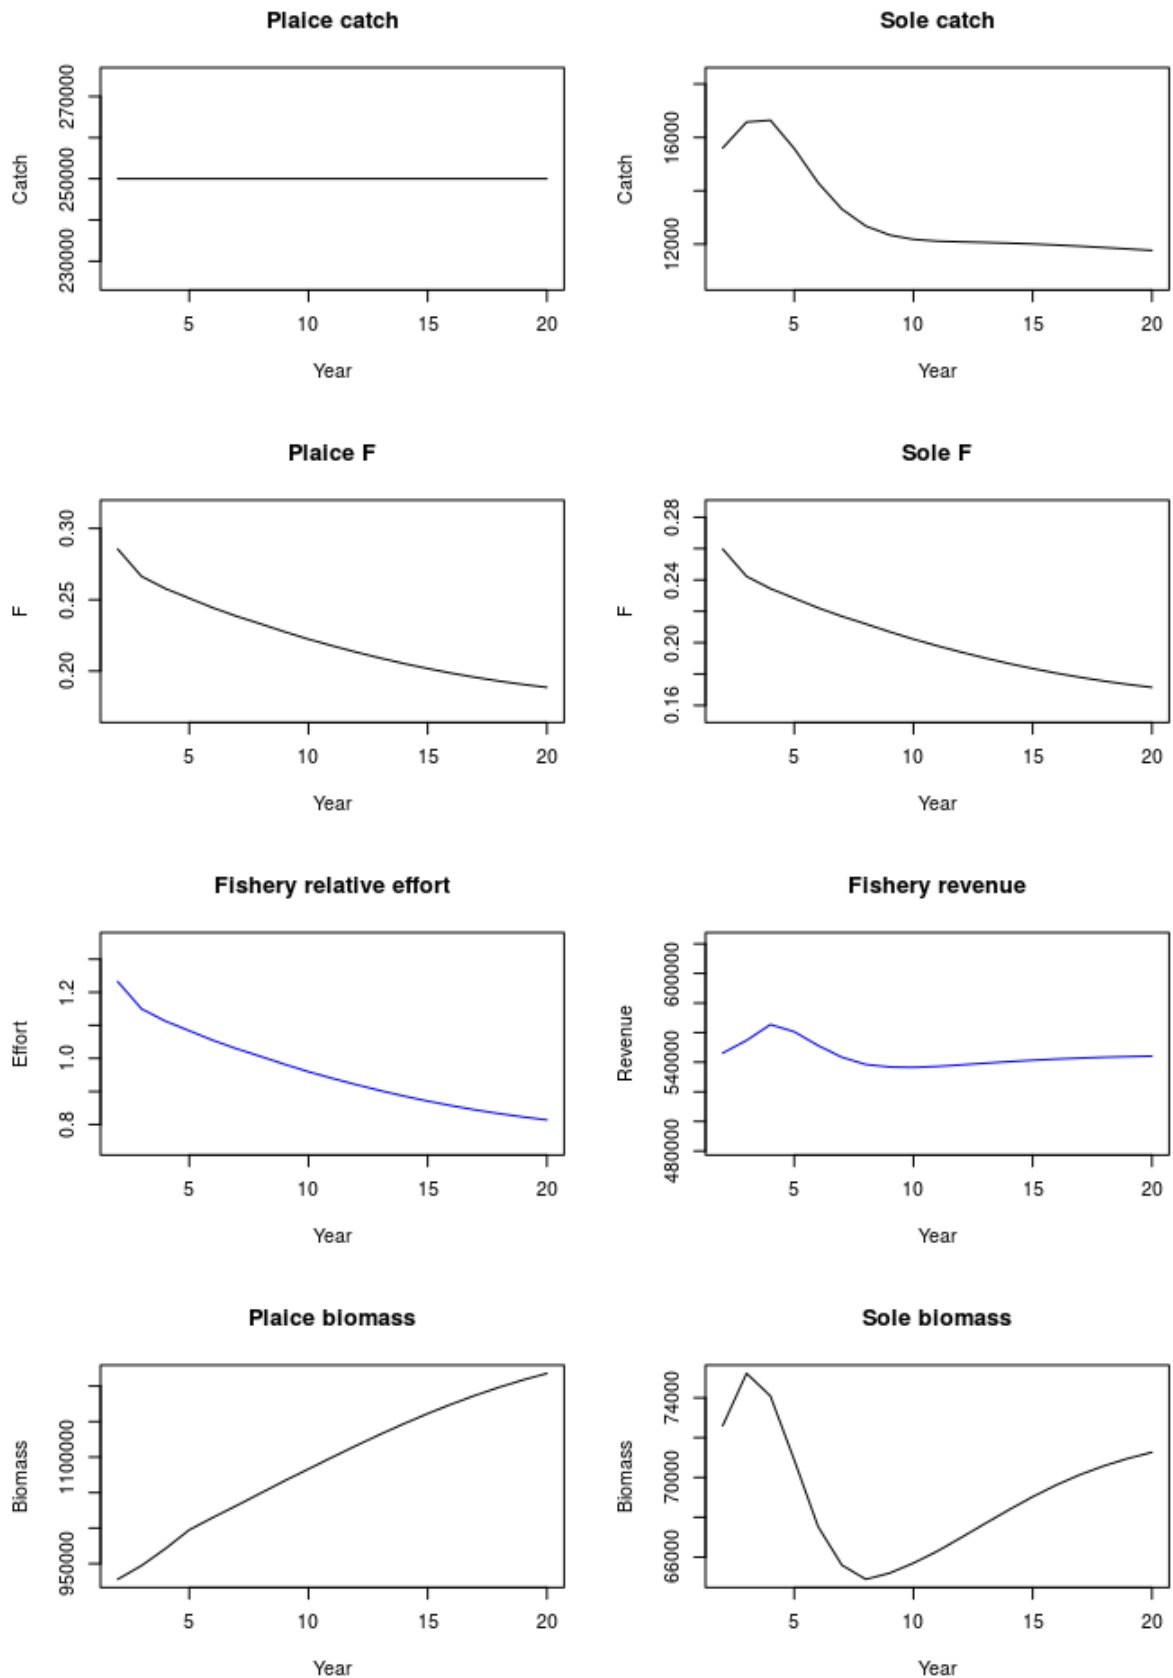 Plaice catch
Catch
270000
250000
230000
5 10 15 20
Year
Sole catch
Catch
16000
12000
5 10 15 20
Year
Plaice F
F
0.30
0.25
0.20
5 10 15 20
Year
Sole F
F
0.28
0.24
0.20
0.16
5 10 15 20
Year
Fishery relative effort
Effort
1.2
1.0
0.8
5 10 15 20
Year
Fishery revenue
Revenue
600000
540000
480000
5 10 15 20
Year
Plaice biomass
Biomass
1100000
950000
5 10 15 20
Year
Sole biomass
Biomass
74000
70000
66000
5 10 15 20
Year